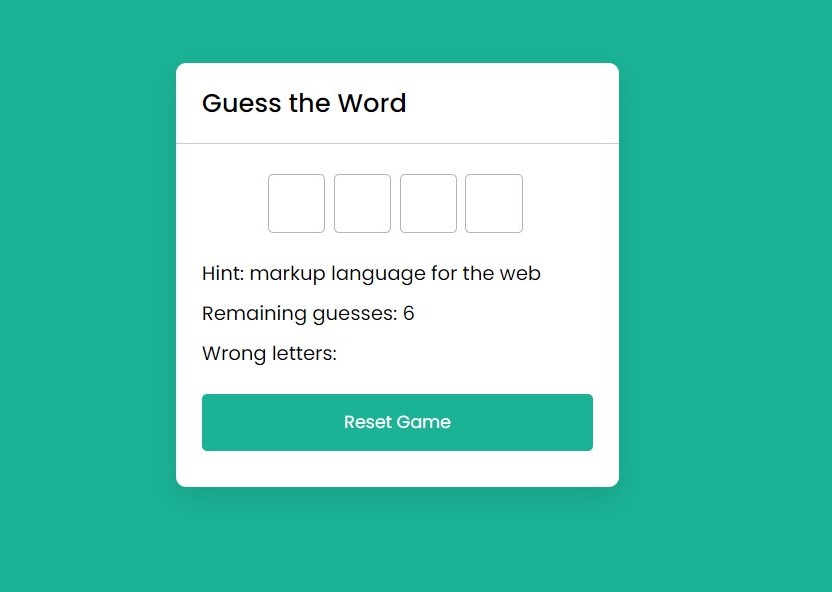 Guess the Word
Hint: markup language for the web
Remaining guesses: 6
Wrong letters:
Reset Game